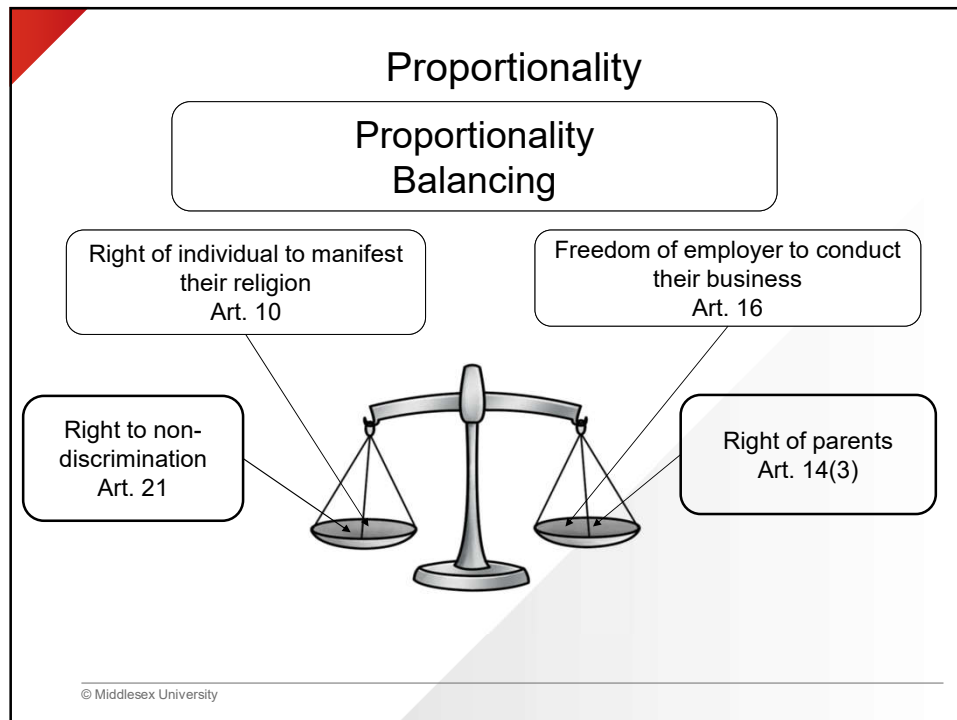 Proportionality
Proportionality
Balancing
Right of individual to manifest
their religion
Art. 10
Freedom of employer to conduct
their business
Art. 16
Right to non-
discrimination
Art. 21
Right of parents
Art. 14(3)
© Middlesex University